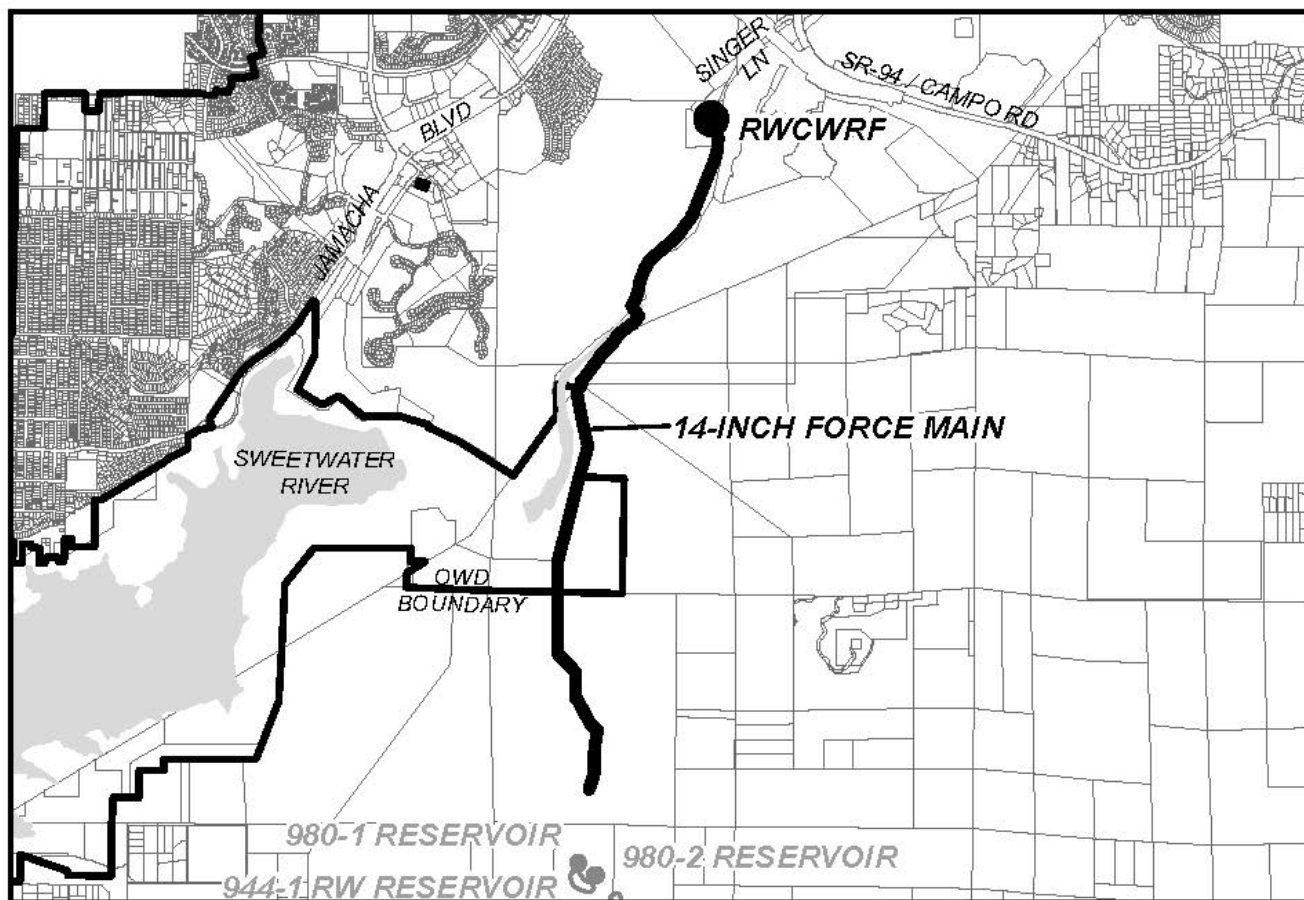 SINGER
LN
SR-94 / CAMPO RD
RWCWRF
BLVD
JAMACHA
14-INCH FORCE MAIN
SWEETWATER
RIVER
OWD
BOUNDARY
980-1 RESERVOIR
980-2 RESERVOIR
944-1 RW RESERVOIR